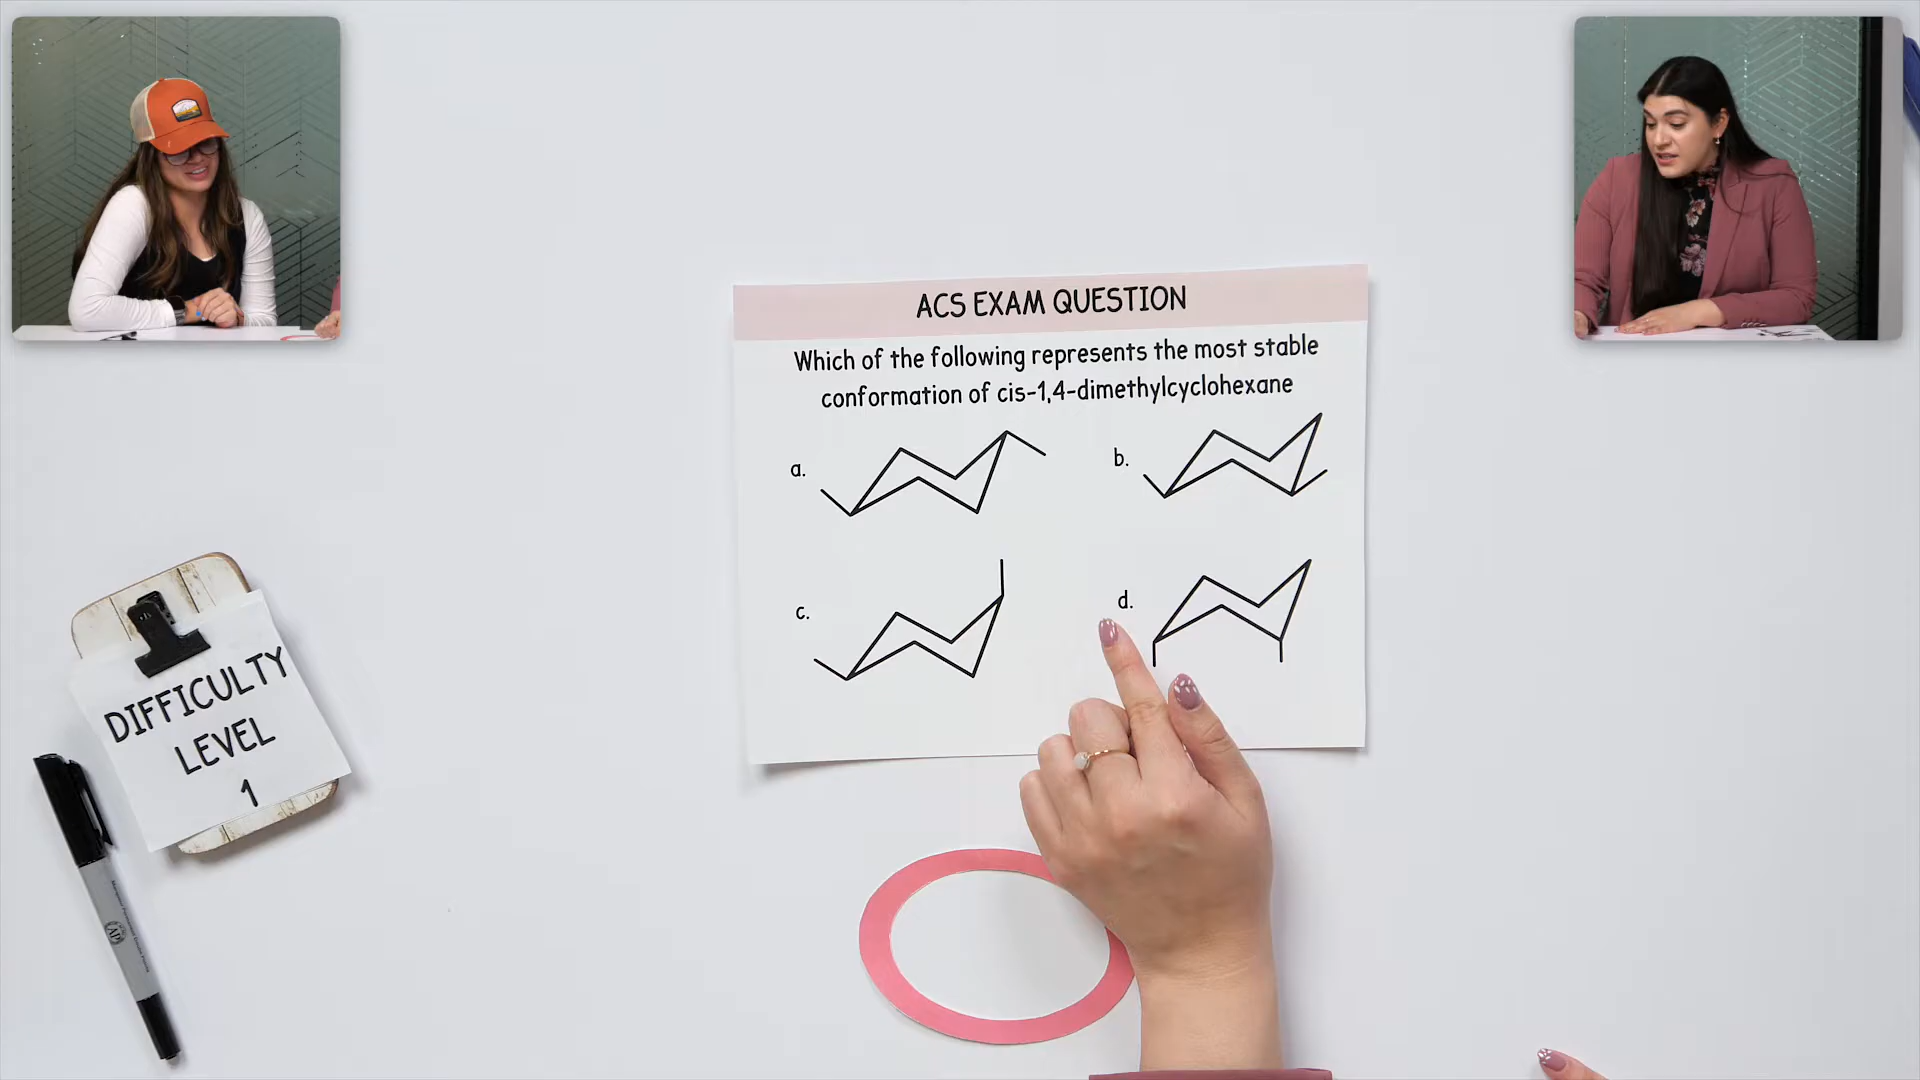 ACS EXAM QUESTION
Which of the following represents the most stable
conformation of cis-1,4-dimethylcyclohexane
a.
b.
c.
d.
DIFFICULTY
LEVEL
1
AP